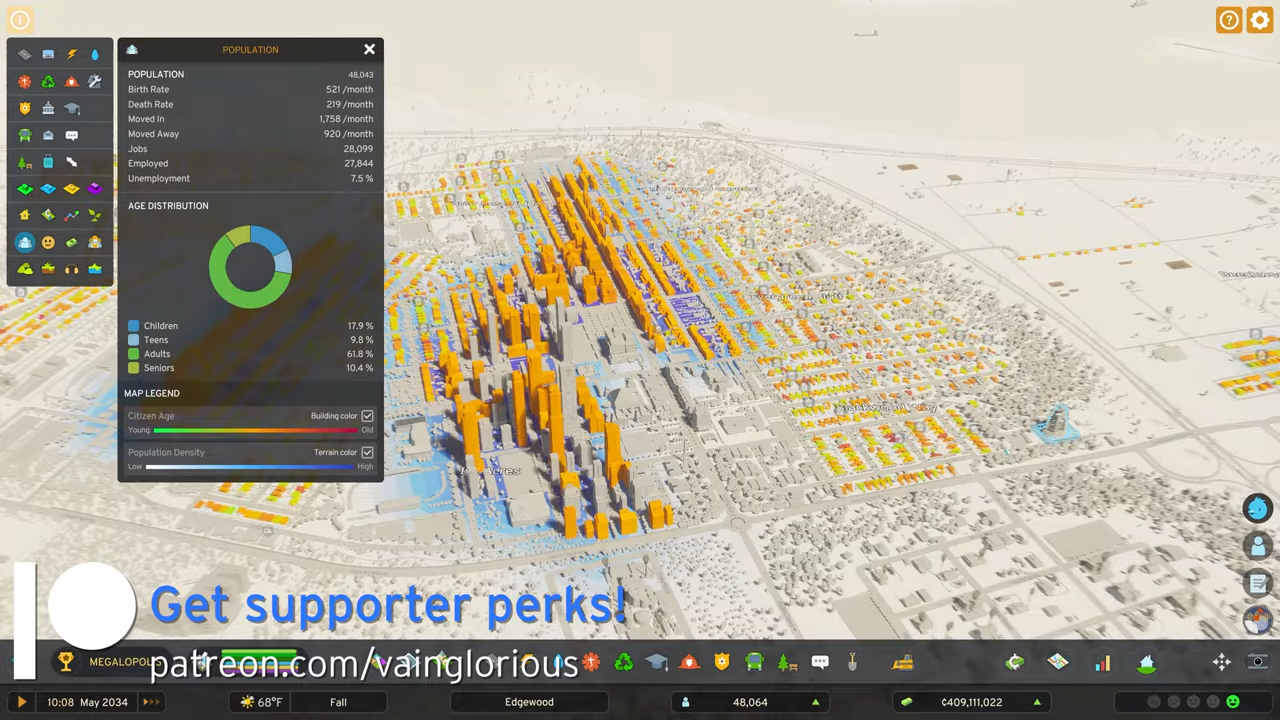 POPULATION
POPULATION 48,043
Birth Rate 521 /month
Death Rate 219 /month
Moved In 1,758 /month
Moved Away 920 /month
Jobs 28,099
Employed 27,844
Unemployment 7.5 %
AGE DISTRIBUTION
Children 17.9 %
Teens 9.8 %
Adults 61.8 %
Seniors 10.4 %
MAP LEGEND
Citizen Age Building color
Young Old
Population Density Terrain color
Low High
Acres
Get supporter perks!
MEGALOPOLIS
patreon.com/vainglorious
10:08 May 2034
68°F Fall
Edgewood
48,064
¢409,111,022